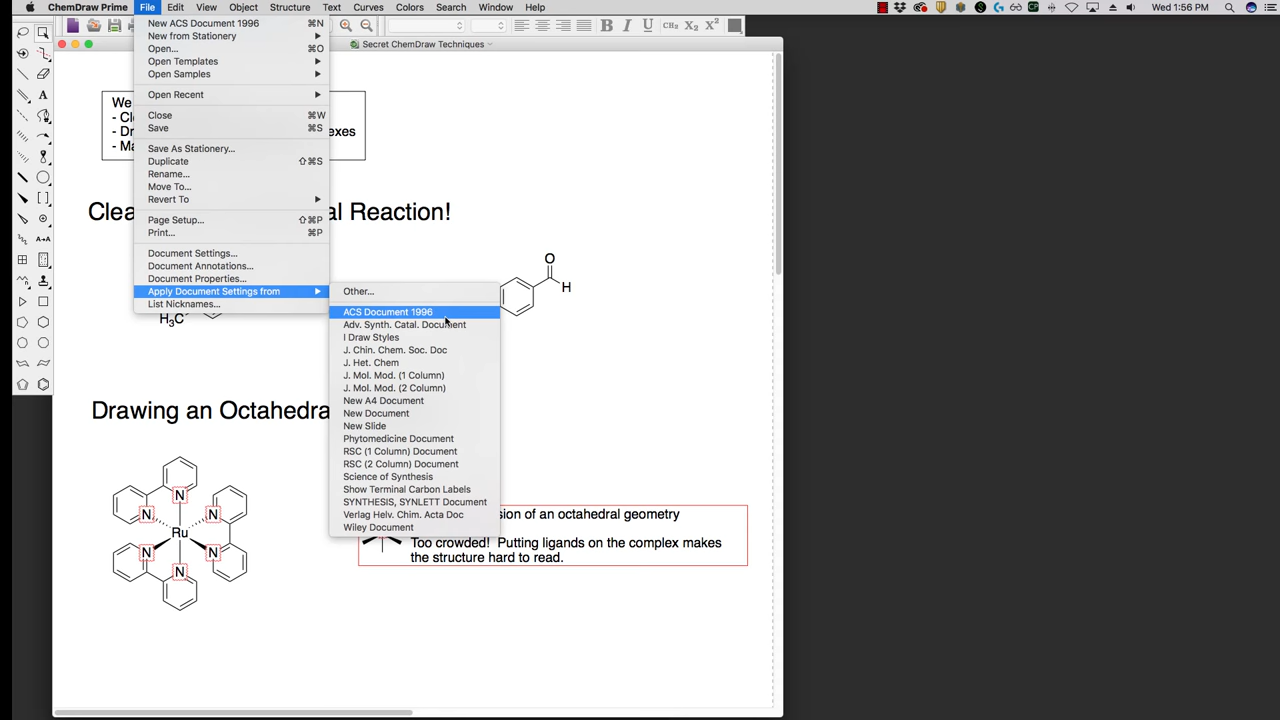 ChemDraw Prime File Edit View Object Structure Text Curves Colors Search Window Help Wed 1:56 PM
B I U CH₂ X₂ X²
Secret ChemDraw Techniques
New ACS Document 1996 ⌘N
New from Stationery
Open... ⌘O
Open Templates
Open Samples
Open Recent
Close ⌘W
Save ⌘S
Save As Stationery...
Duplicate ⇧⌘S
Rename...
Move To...
Revert To
Page Setup... ⇧⌘P
Print... ⌘P
Document Settings...
Document Annotations...
Document Properties...
Apply Document Settings from
List Nicknames...
Other...
ACS Document 1996
Adv. Synth. Catal. Document
I Draw Styles
J. Chin. Chem. Soc. Doc
J. Het. Chem
J. Mol. Mod. (1 Column)
J. Mol. Mod. (2 Column)
New A4 Document
New Document
New Slide
Phytomedicine Document
RSC (1 Column) Document
RSC (2 Column) Document
Science of Synthesis
Show Terminal Carbon Labels
SYNTHESIS, SYNLETT Document
Verlag Helv. Chim. Acta Doc
Wiley Document
A
A→A
We
- Cl
- Dr exes
- Ma
Clea al Reaction!
O
H
H₃C
Drawing an Octahedra
N
N N
Ru
N N
N
sion of an octahedral geometry
Too crowded! Putting ligands on the complex makes
the structure hard to read.